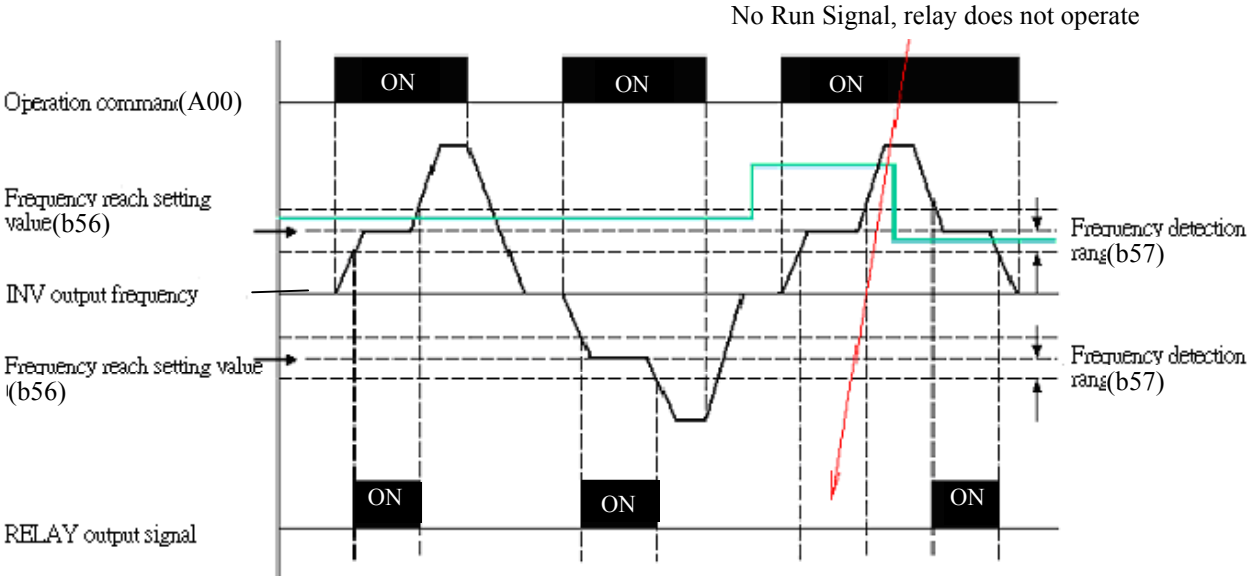 No Run Signal, relay does not operate
ON
ON
ON
Operation comman(A00)
Frequency reach setting
value(b56)
Frequency detection
rang(b57)
INV output frequency
Frequency reach setting value
(b56)
Frequency detection
rang(b57)
ON
ON
ON
RELAY output signal